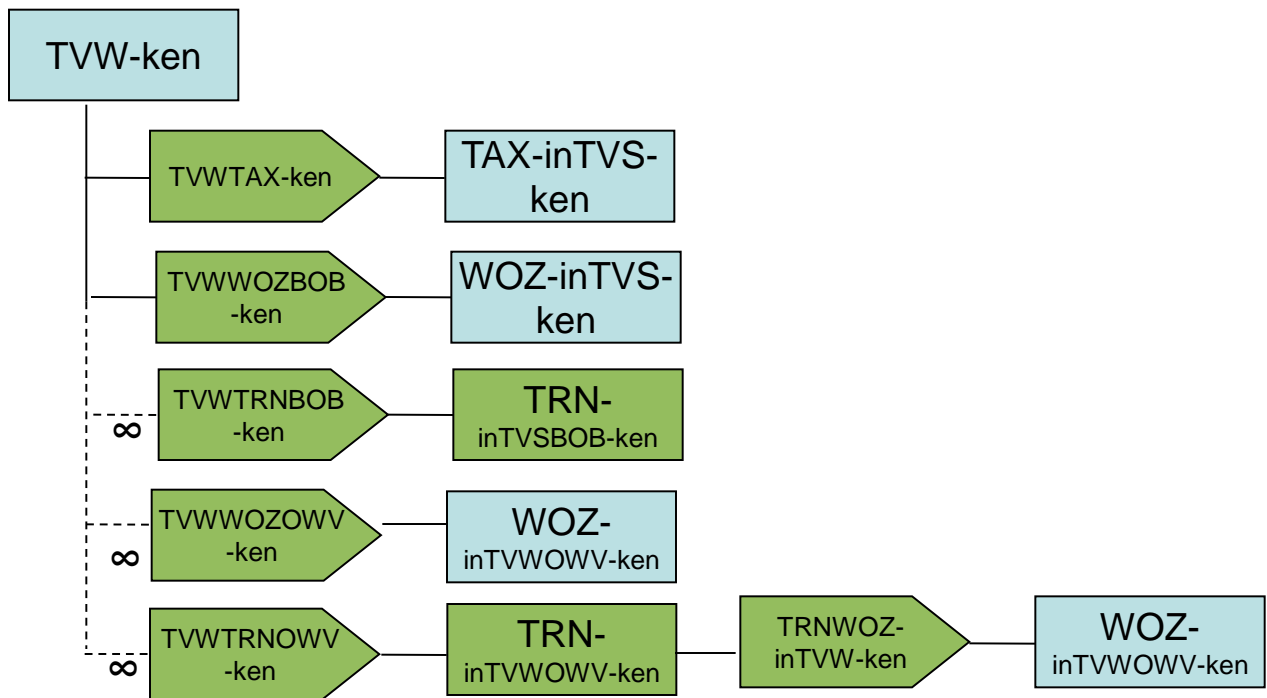 TVW-ken
TVWTAX-ken
TAX-inTVS-
ken
TVWWOZBOB
-ken
WOZ-inTVS-
ken
TVWTRNBOB
-ken
TRN-
inTVSBOB-ken
∞
TVWWOZOWV
-ken
WOZ-
inTVWOWV-ken
∞
TVWTRNOWV
-ken
TRN-
inTVWOWV-ken
TRNWOZ-
inTVW-ken
WOZ-
inTVWOWV-ken
∞